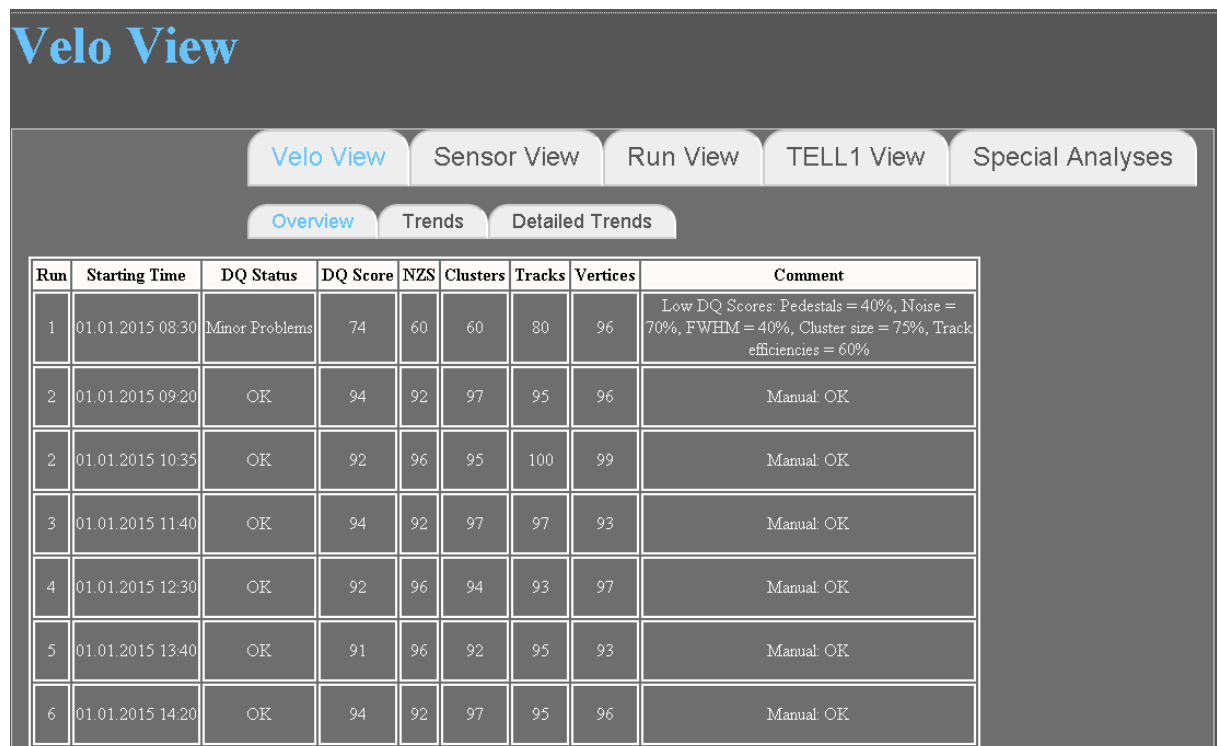 Velo View
Velo View Sensor View Run View TELL1 View Special Analyses
Overview Trends Detailed Trends
Run Starting Time DQ Status DQ Score NZS Clusters Tracks Vertices Comment
1 01.01.2015 08:30 Minor Problems 74 60 60 80 96 Low DQ Scores: Pedestals = 40%, Noise =
70%, FWHM = 40%, Cluster size = 75%, Track
efficiencies = 60%
2 01.01.2015 09:20 OK 94 92 97 95 96 Manual: OK
2 01.01.2015 10:35 OK 92 96 95 100 99 Manual: OK
3 01.01.2015 11:40 OK 94 92 97 97 93 Manual: OK
4 01.01.2015 12:30 OK 92 96 94 93 97 Manual: OK
5 01.01.2015 13:40 OK 91 96 92 95 93 Manual: OK
6 01.01.2015 14:20 OK 94 92 97 95 96 Manual: OK